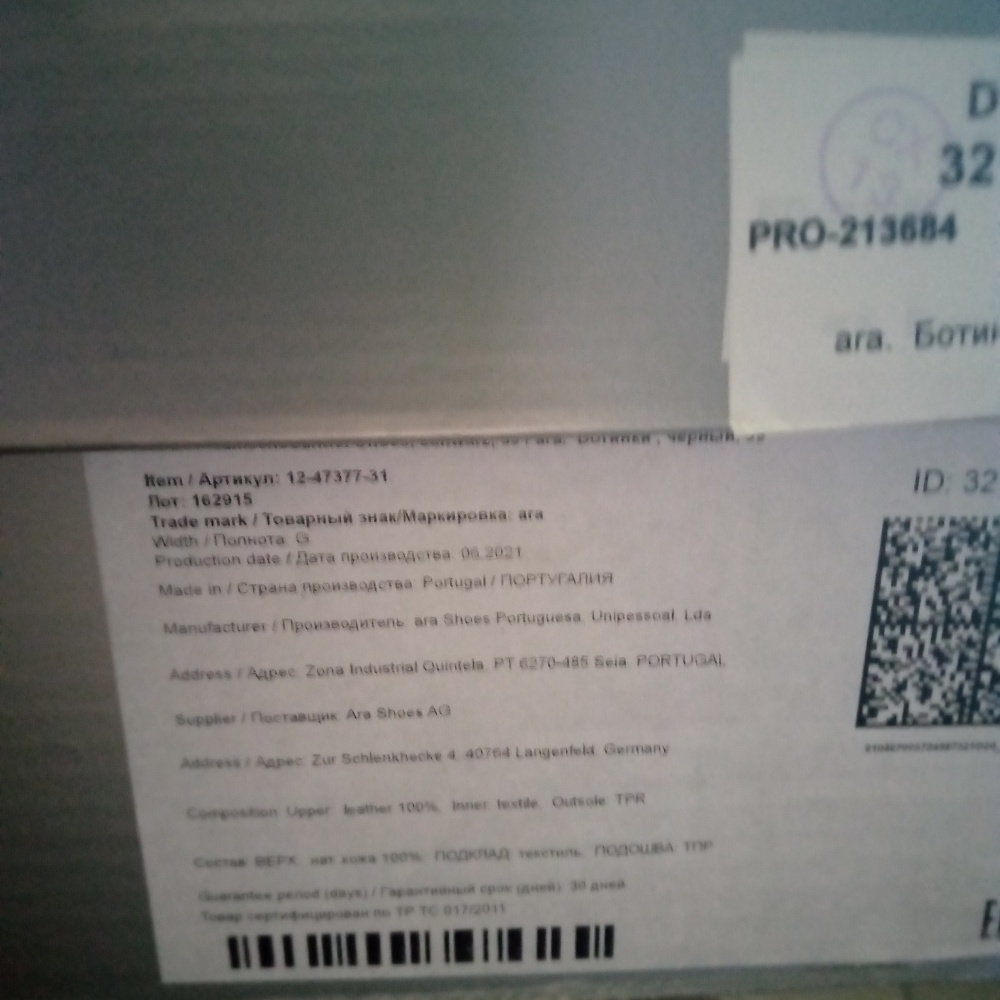 D
32
PRO-213684
ara. Ботин
ara. Ботинки, черный, 39
Item / Артикул: 12-47377-31
Лот: 162915
Trade mark / Товарный знак/Маркировка: ara
Width / Полнота: G
Production date / Дата производства: 06.2021
Made in / Страна производства: Portugal / ПОРТУГАЛИЯ
Manufacturer / Производитель: ara Shoes Portuguesa, Unipessoal, Lda
Address / Адрес: Zona Industrial Quintela, PT 6270-485 Seia, PORTUGAL
Supplier / Поставщик: Ara Shoes AG
Address / Адрес: Zur Schlenkhecke 4, 40764 Langenfeld, Germany
Composition Upper: leather 100%, Inner: textile, Outsole: TPR
Состав: ВЕРХ: нат. кожа 100%, ПОДКЛАД: текстиль, ПОДОШВА: ТПР
Guarantee period (days) / Гарантийный срок (дней): 30 дней
Товар сертифицирован по ТР ТС 017/2011
ID: 32